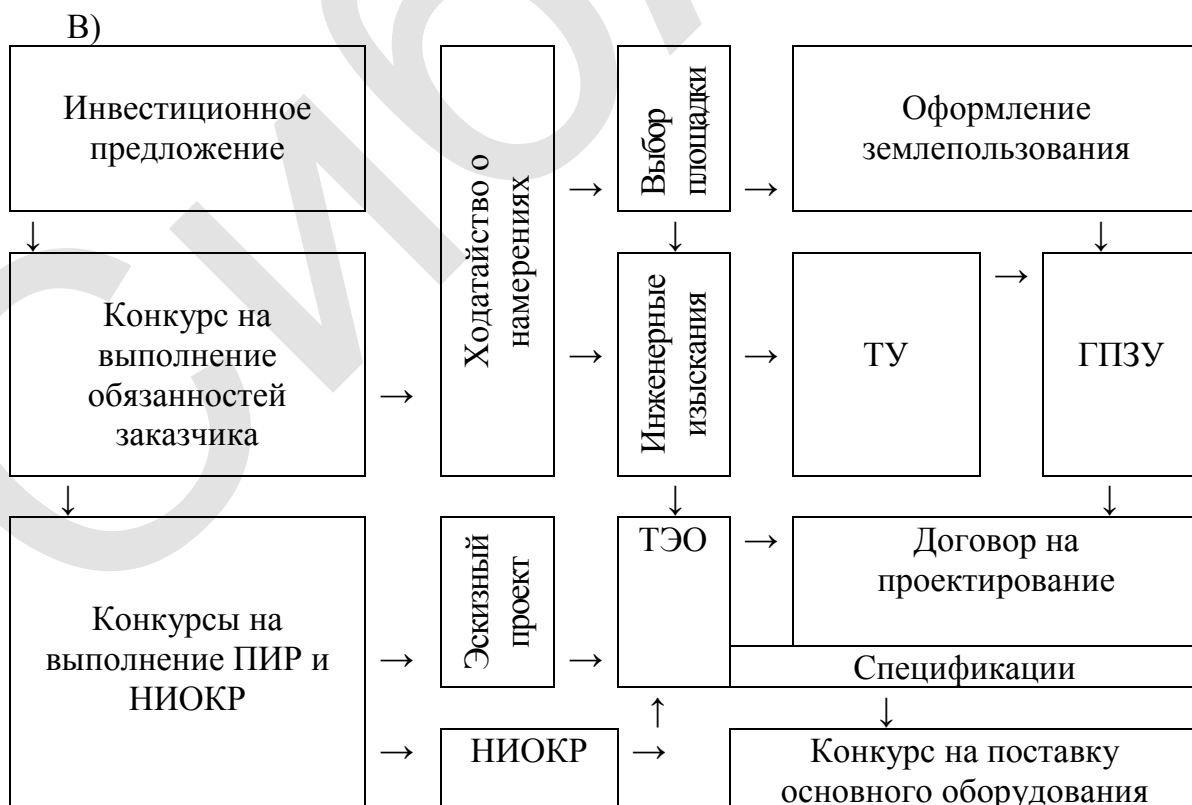 В)
Инвестиционное
предложение
Ходатайство о
намерениях
Выбор
площадки
Оформление
землепользования
Конкурс на
выполнение
обязанностей
заказчика
Инженерные
изыскания
ТУ
ГПЗУ
Конкурсы на
выполнение ПИР и
НИОКР
Эскизный
проект
ТЭО
Договор на
проектирование
Спецификации
НИОКР
Конкурс на поставку
основного оборудования